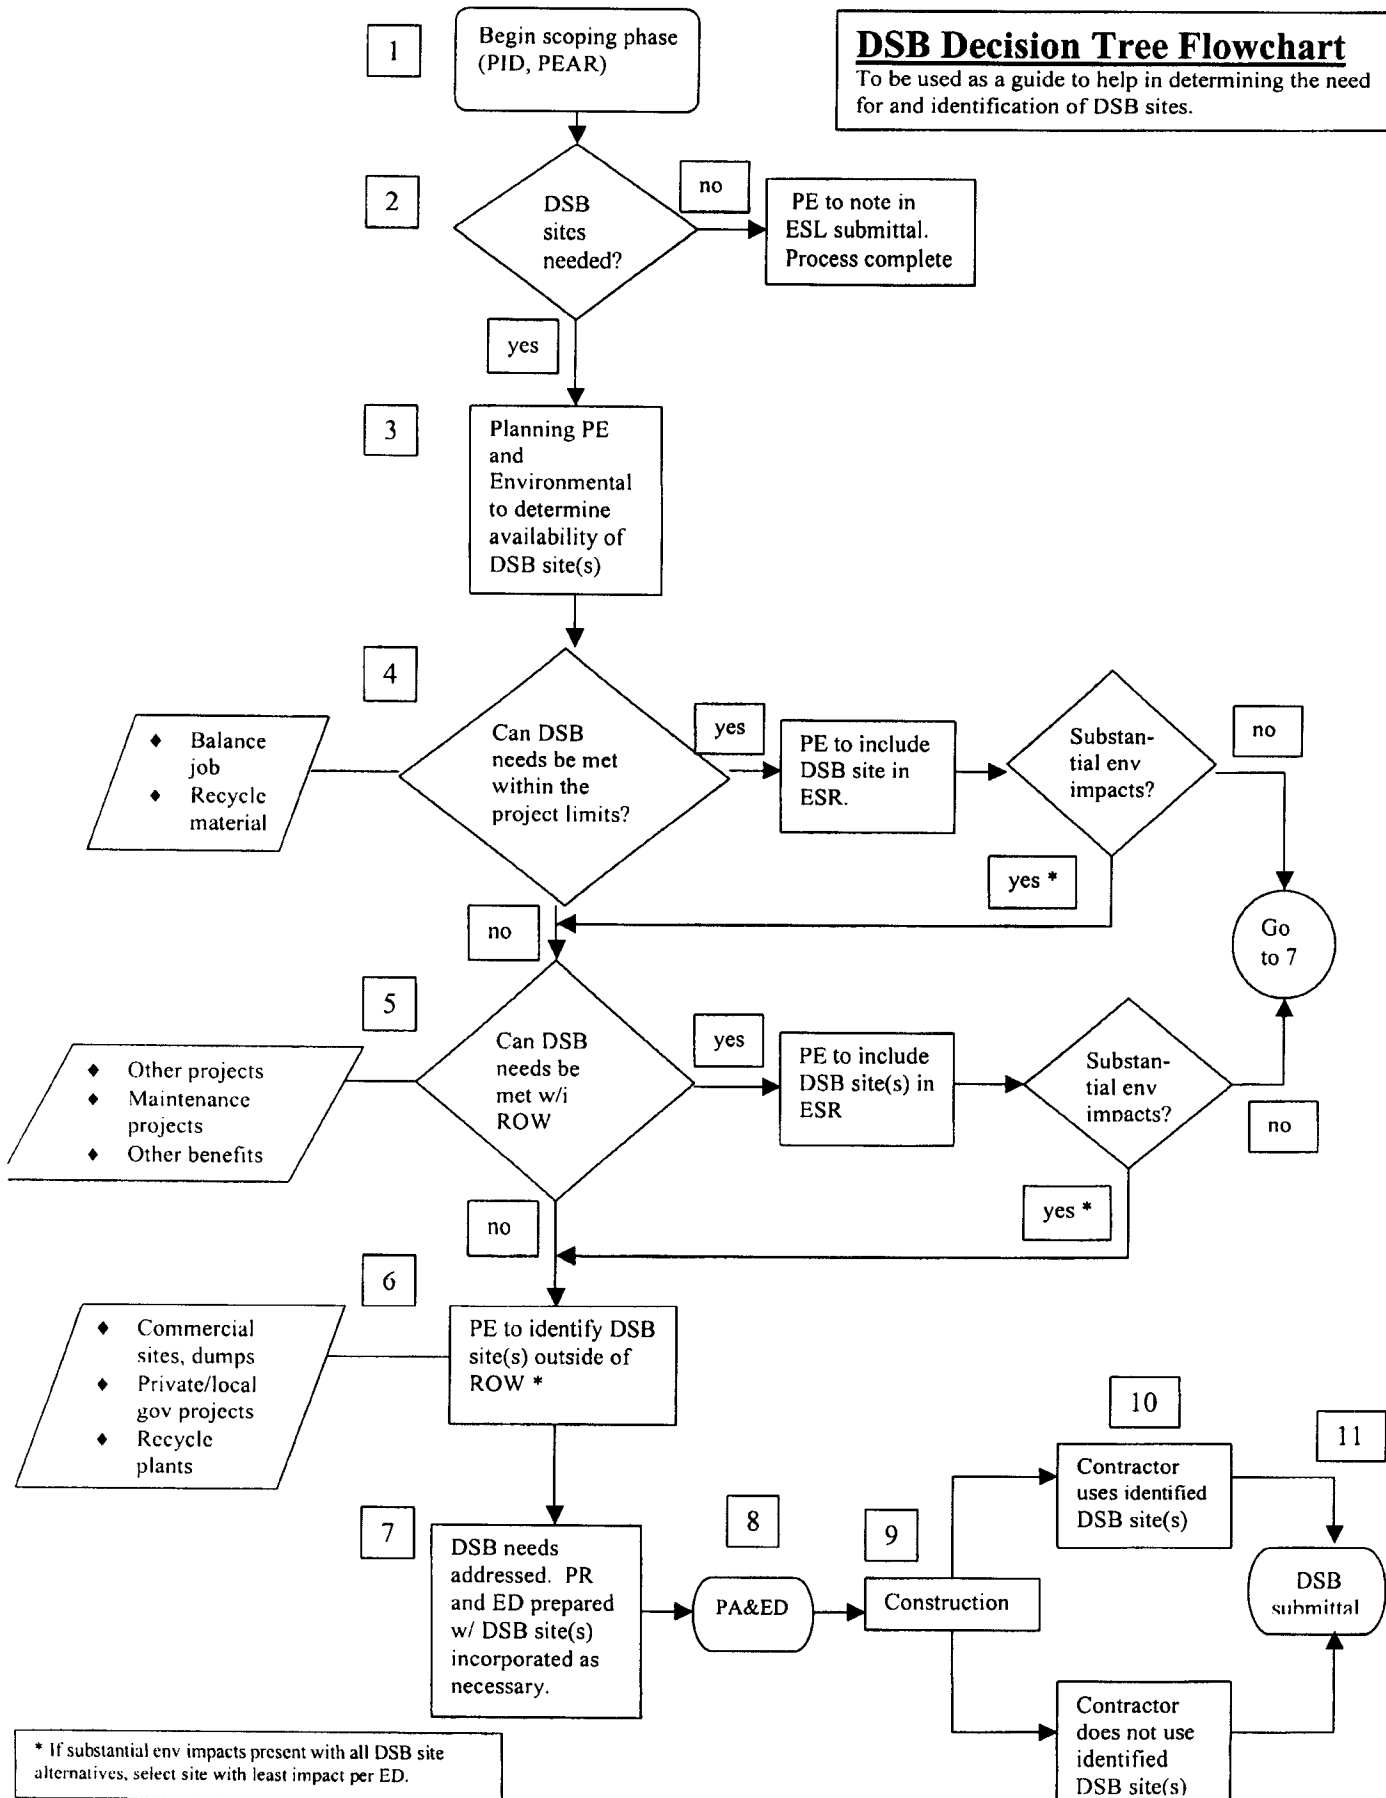 DSB Decision Tree Flowchart
To be used as a guide to help in determining the need
for and identification of DSB sites.
1
Begin scoping phase
(PID, PEAR)
2
DSB
sites
needed?
no
PE to note in
ESL submittal.
Process complete
yes
3
Planning PE
and
Environmental
to determine
availability of
DSB site(s)
4
♦ Balance
job
♦ Recycle
material
Can DSB
needs be met
within the
project limits?
yes
PE to include
DSB site in
ESR.
Substan-
tial env
impacts?
no
yes *
no
Go
to 7
5
♦ Other projects
♦ Maintenance
projects
♦ Other benefits
Can DSB
needs be
met w/i
ROW
yes
PE to include
DSB site(s) in
ESR
Substan-
tial env
impacts?
no
yes *
no
6
♦ Commercial
sites, dumps
♦ Private/local
gov projects
♦ Recycle
plants
PE to identify DSB
site(s) outside of
ROW *
7
DSB needs
addressed. PR
and ED prepared
w/ DSB site(s)
incorporated as
necessary.
8
PA&ED
9
Construction
10
Contractor
uses identified
DSB site(s)
11
DSB
submittal
Contractor
does not use
identified
DSB site(s)
* If substantial env impacts present with all DSB site
alternatives, select site with least impact per ED.